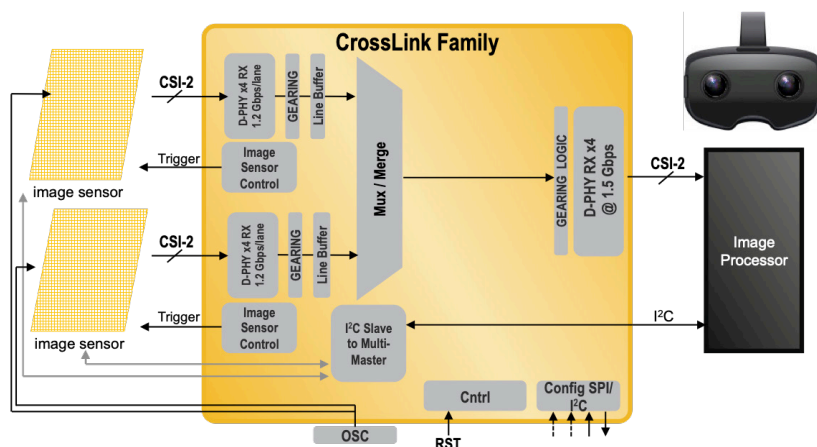 CrossLink Family
CSI-2
D-PHY x4 RX
1.2 Gbps/lane
GEARING
Line Buffer
Trigger
Image
Sensor
Control
image sensor
Mux / Merge
GEARING LOGIC
D-PHY RX x4
@ 1.5 Gbps
CSI-2
Image
Processor
CSI-2
D-PHY x4 RX
1.2 Gbps/lane
GEARING
Line Buffer
Trigger
Image
Sensor
Control
image sensor
I²C Slave
to Multi-
Master
I²C
Cntrl
Config SPI/
I²C
OSC
RST